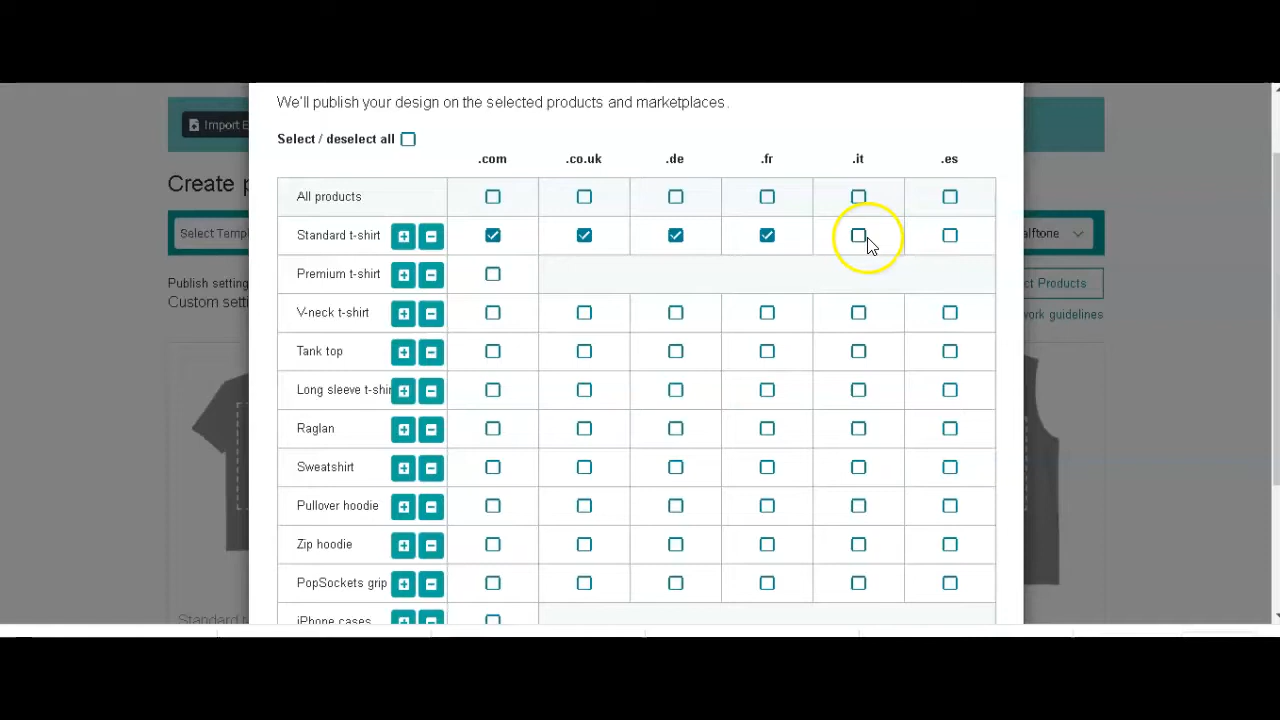 We'll publish your design on the selected products and marketplaces.
Import E
Select / deselect all
.com .co.uk .de .fr .it .es
Create p
All products
Select Templ
Standard t-shirt
alftone
Premium t-shirt
Publish setting
ct Products
Custom setti
V-neck t-shirt
work guidelines
Tank top
Long sleeve t-shir
Raglan
Sweatshirt
Pullover hoodie
Zip hoodie
PopSockets grip
Standard t
iPhone cases